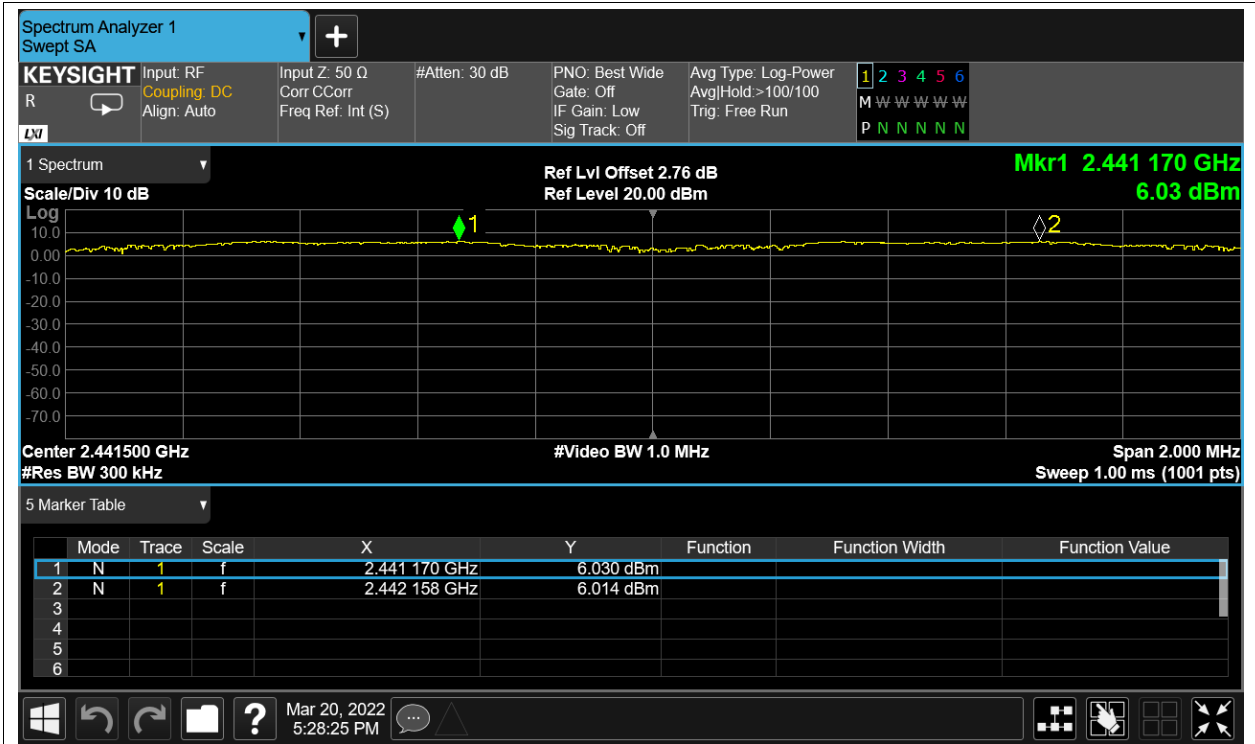 Spectrum Analyzer 1
Swept SA
KEYSIGHT
R
LXI
Input: RF
Coupling: DC
Align: Auto
Input Z: 50 Ω
Corr CCorr
Freq Ref: Int (S)
#Atten: 30 dB
PNO: Best Wide
Gate: Off
IF Gain: Low
Sig Track: Off
Avg Type: Log-Power
Avg|Hold:>100/100
Trig: Free Run
1 2 3 4 5 6
M W W W W W
P N N N N N
1 Spectrum
Scale/Div 10 dB
Ref Lvl Offset 2.76 dB
Ref Level 20.00 dBm
Mkr1 2.441 170 GHz
6.03 dBm
Log
10.0
0.00
-10.0
-20.0
-30.0
-40.0
-50.0
-60.0
-70.0
1
2
Center 2.441500 GHz
#Res BW 300 kHz
#Video BW 1.0 MHz
Span 2.000 MHz
Sweep 1.00 ms (1001 pts)
5 Marker Table
Mode Trace Scale X Y Function Function Width Function Value
1 N 1 f 2.441 170 GHz 6.030 dBm
2 N 1 f 2.442 158 GHz 6.014 dBm
3
4
5
6
?
Mar 20, 2022
5:28:25 PM